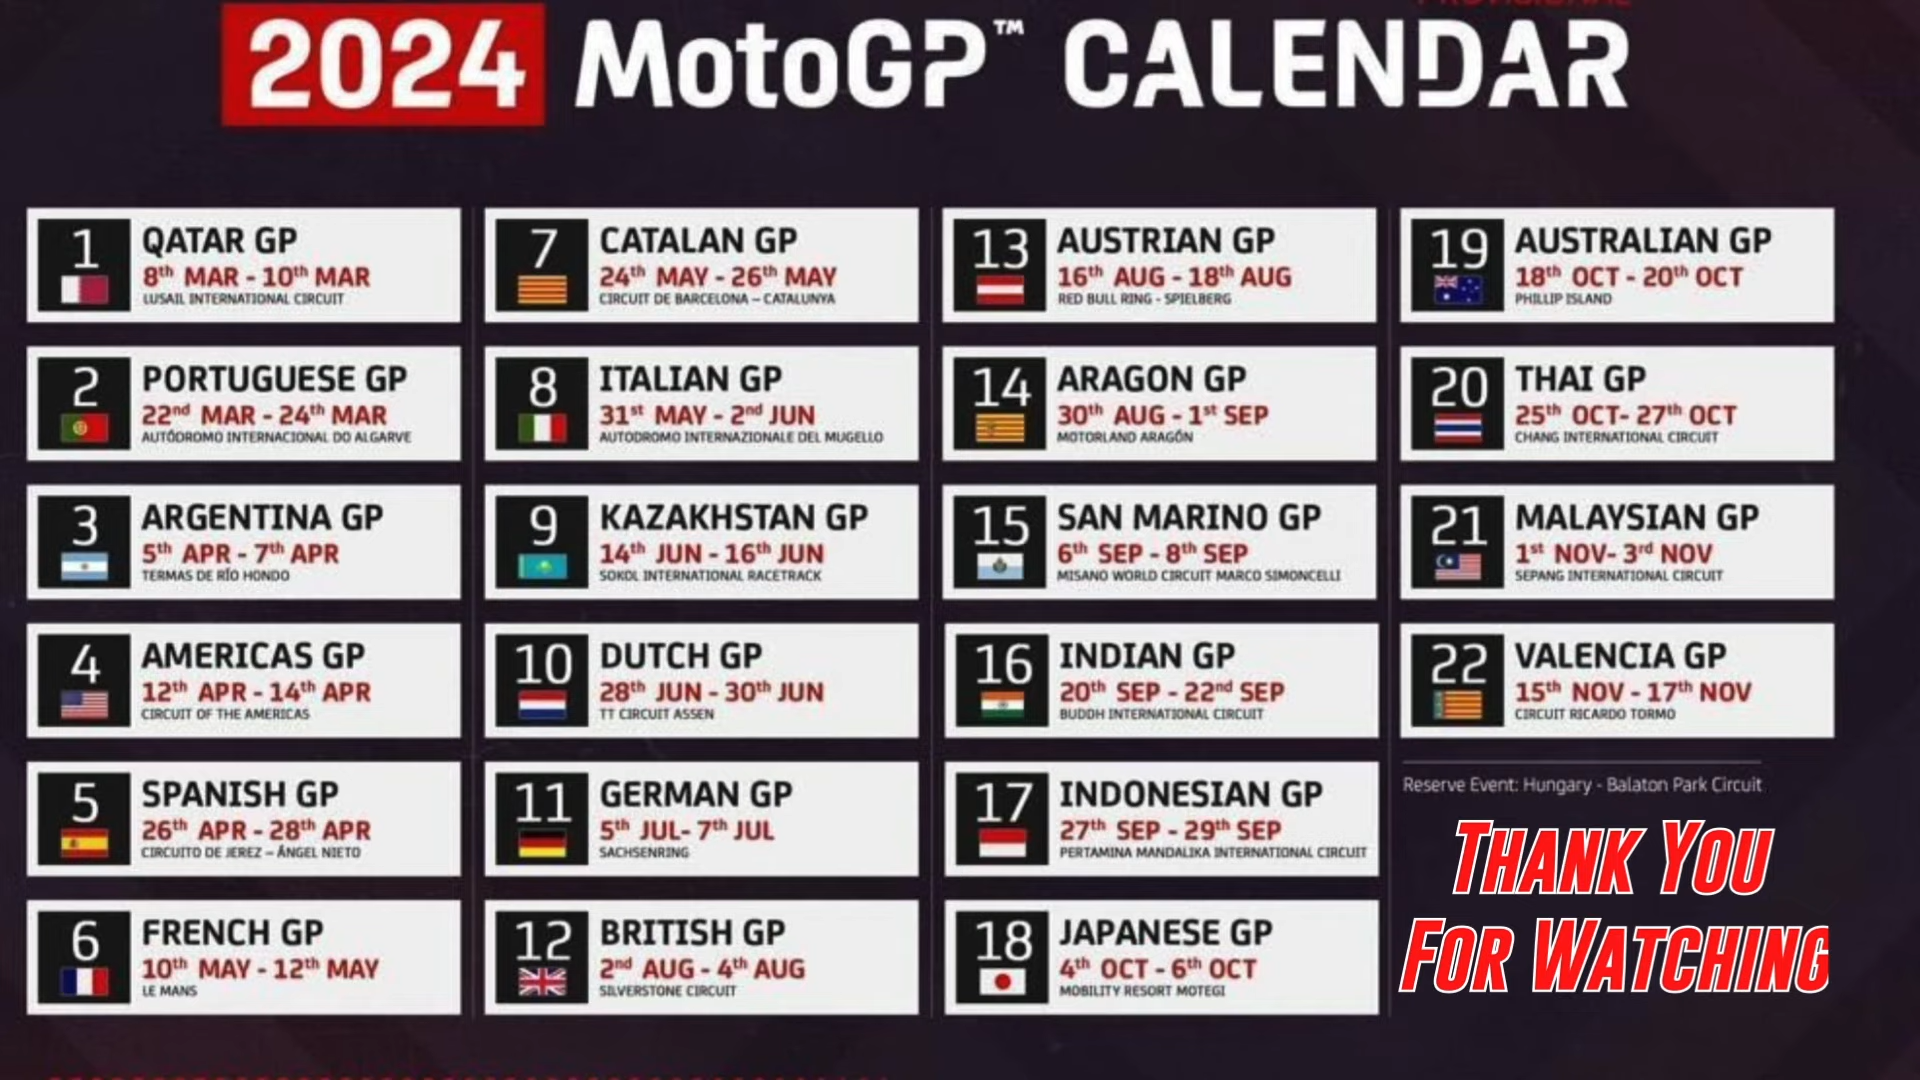 PROVISIONAL
2024 MotoGP™ CALENDAR
1
QATAR GP
8th MAR - 10th MAR
LUSAIL INTERNATIONAL CIRCUIT
2
PORTUGUESE GP
22nd MAR - 24th MAR
AUTÓDROMO INTERNACIONAL DO ALGARVE
3
ARGENTINA GP
5th APR - 7th APR
TERMAS DE RÍO HONDO
4
AMERICAS GP
12th APR - 14th APR
CIRCUIT OF THE AMERICAS
5
SPANISH GP
26th APR - 28th APR
CIRCUITO DE JEREZ – ÁNGEL NIETO
6
FRENCH GP
10th MAY - 12th MAY
LE MANS
7
CATALAN GP
24th MAY - 26th MAY
CIRCUIT DE BARCELONA – CATALUNYA
8
ITALIAN GP
31st MAY - 2nd JUN
AUTODROMO INTERNAZIONALE DEL MUGELLO
9
KAZAKHSTAN GP
14th JUN - 16th JUN
SOKOL INTERNATIONAL RACETRACK
10
DUTCH GP
28th JUN - 30th JUN
TT CIRCUIT ASSEN
11
GERMAN GP
5th JUL- 7th JUL
SACHSENRING
12
BRITISH GP
2nd AUG - 4th AUG
SILVERSTONE CIRCUIT
13
AUSTRIAN GP
16th AUG - 18th AUG
RED BULL RING - SPIELBERG
14
ARAGON GP
30th AUG - 1st SEP
MOTORLAND ARAGÓN
15
SAN MARINO GP
6th SEP - 8th SEP
MISANO WORLD CIRCUIT MARCO SIMONCELLI
16
INDIAN GP
20th SEP - 22nd SEP
BUDDH INTERNATIONAL CIRCUIT
17
INDONESIAN GP
27th SEP - 29th SEP
PERTAMINA MANDALIKA INTERNATIONAL CIRCUIT
18
JAPANESE GP
4th OCT - 6th OCT
MOBILITY RESORT MOTEGI
19
AUSTRALIAN GP
18th OCT - 20th OCT
PHILLIP ISLAND
20
THAI GP
25th OCT- 27th OCT
CHANG INTERNATIONAL CIRCUIT
21
MALAYSIAN GP
1st NOV- 3rd NOV
SEPANG INTERNATIONAL CIRCUIT
22
VALENCIA GP
15th NOV - 17th NOV
CIRCUIT RICARDO TORMO
Reserve Event: Hungary - Balaton Park Circuit
THANK YOU
FOR WATCHING